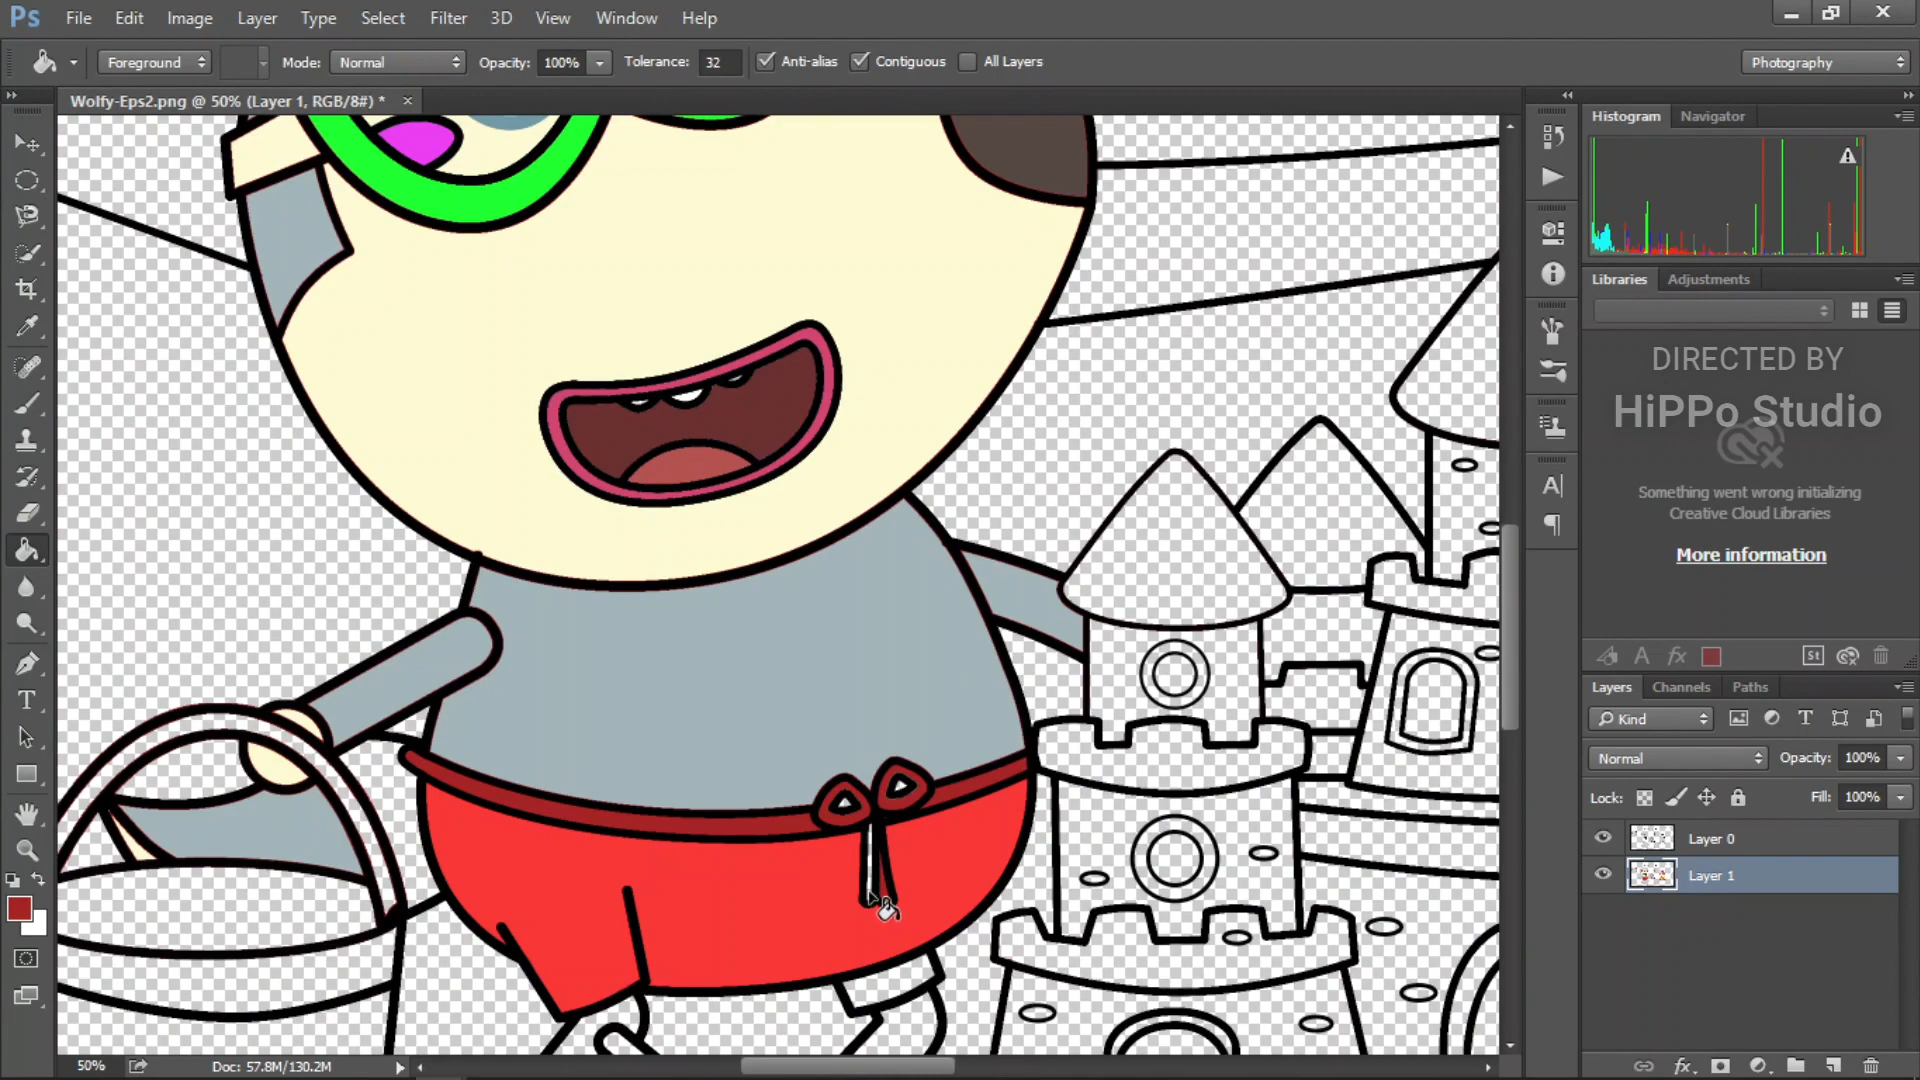 Ps File Edit Image Layer Type Select Filter 3D View Window Help
Foreground Mode: Normal Opacity: 100% Tolerance: 32 Anti-alias Contiguous All Layers Photography
Wolfy-Eps2.png @ 50% (Layer 1, RGB/8#) *
Histogram Navigator
Libraries Adjustments
DIRECTED BY
HiPPo Studio
Something went wrong initializing
Creative Cloud Libraries
More information
St
Layers Channels Paths
Kind
Normal Opacity: 100%
Lock: Fill: 100%
Layer 0
Layer 1
50% Doc: 57.8M/130.2M